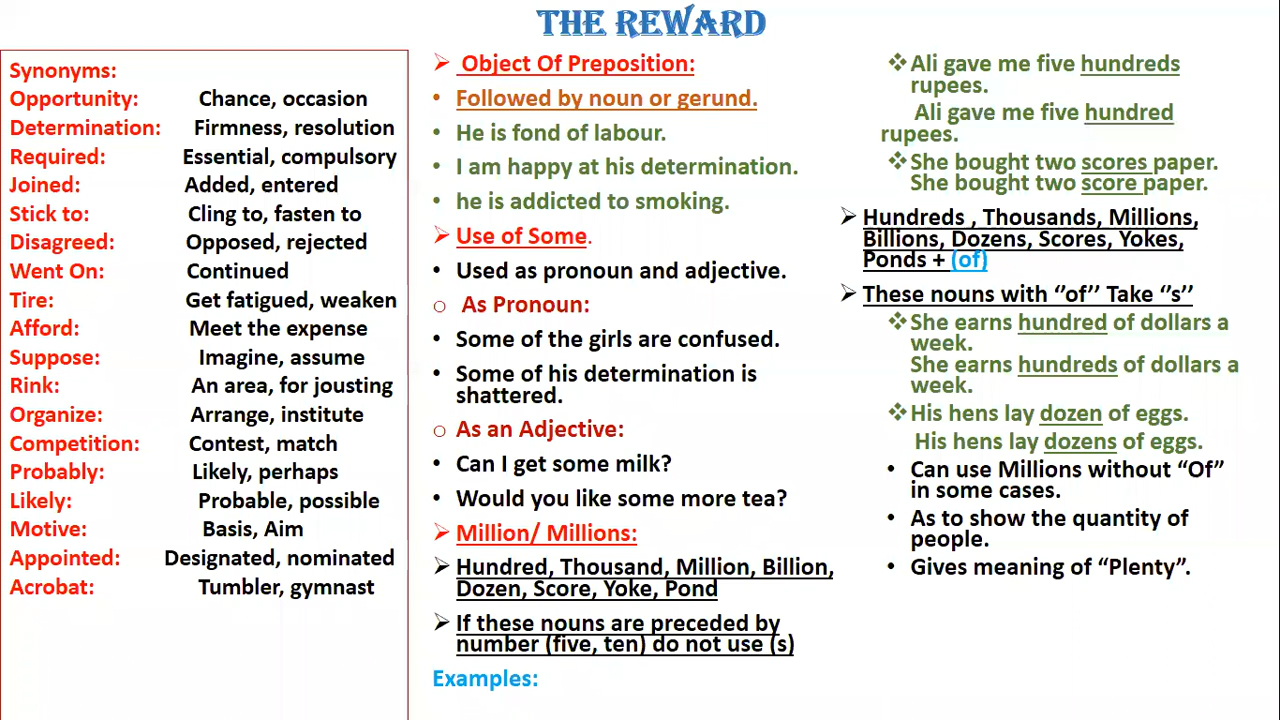 THE REWARD
Synonyms:
Opportunity: Chance, occasion
Determination: Firmness, resolution
Required: Essential, compulsory
Joined: Added, entered
Stick to: Cling to, fasten to
Disagreed: Opposed, rejected
Went On: Continued
Tire: Get fatigued, weaken
Afford: Meet the expense
Suppose: Imagine, assume
Rink: An area, for jousting
Organize: Arrange, institute
Competition: Contest, match
Probably: Likely, perhaps
Likely: Probable, possible
Motive: Basis, Aim
Appointed: Designated, nominated
Acrobat: Tumbler, gymnast
➢ Object Of Preposition:
• Followed by noun or gerund.
• He is fond of labour.
• I am happy at his determination.
• he is addicted to smoking.
➢ Use of Some.
• Used as pronoun and adjective.
o As Pronoun:
• Some of the girls are confused.
• Some of his determination is
shattered.
o As an Adjective:
• Can I get some milk?
• Would you like some more tea?
➢ Million/ Millions:
➢ Hundred, Thousand, Million, Billion,
Dozen, Score, Yoke, Pond
➢ If these nouns are preceded by
number (five, ten) do not use (s)
Examples:
❖ Ali gave me five hundreds
rupees.
Ali gave me five hundred
rupees.
❖ She bought two scores paper.
She bought two score paper.
➢ Hundreds , Thousands, Millions,
Billions, Dozens, Scores, Yokes,
Ponds + (of)
➢ These nouns with ‘’of’’ Take ‘’s’’
❖ She earns hundred of dollars a
week.
She earns hundreds of dollars a
week.
❖ His hens lay dozen of eggs.
His hens lay dozens of eggs.
• Can use Millions without “Of”
in some cases.
• As to show the quantity of
people.
• Gives meaning of “Plenty”.